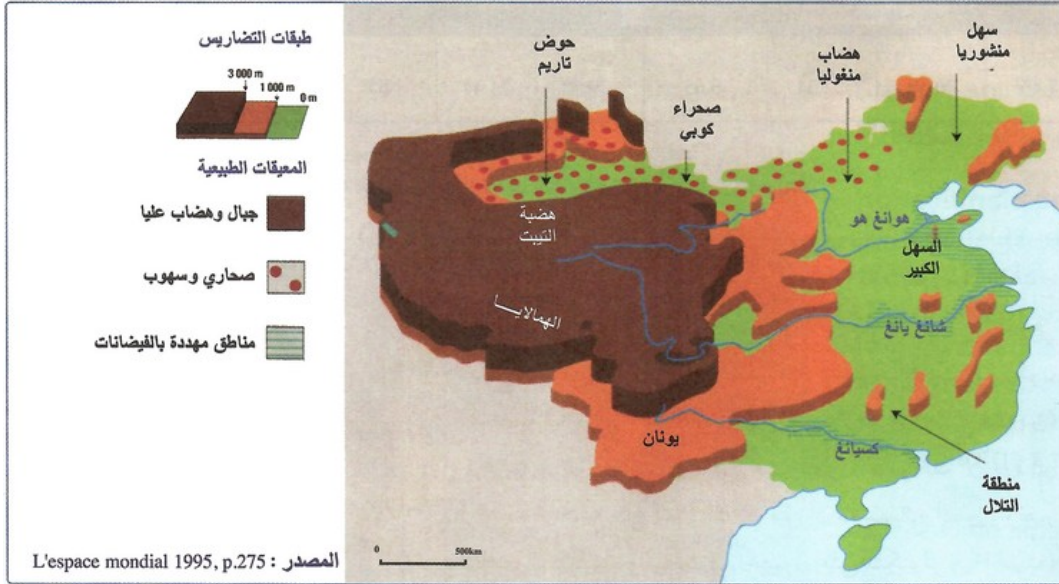 طبقات التضاريس
3 000 m
1 000 m
0 m
المعيقات الطبيعية
جبال وهضاب عليا
صحاري وسهوب
مناطق مهددة بالفيضانات
سهل
منشوريا
هضاب
منغوليا
حوض
تاريم
صحراء
كوبي
هضبة
التيبت
هوانغ هو
السهل
الكبير
الهمالايا
شانغ يانغ
يونان
كسيانغ
منطقة
التلال
0
500km
المصدر : L'espace mondial 1995, p.275